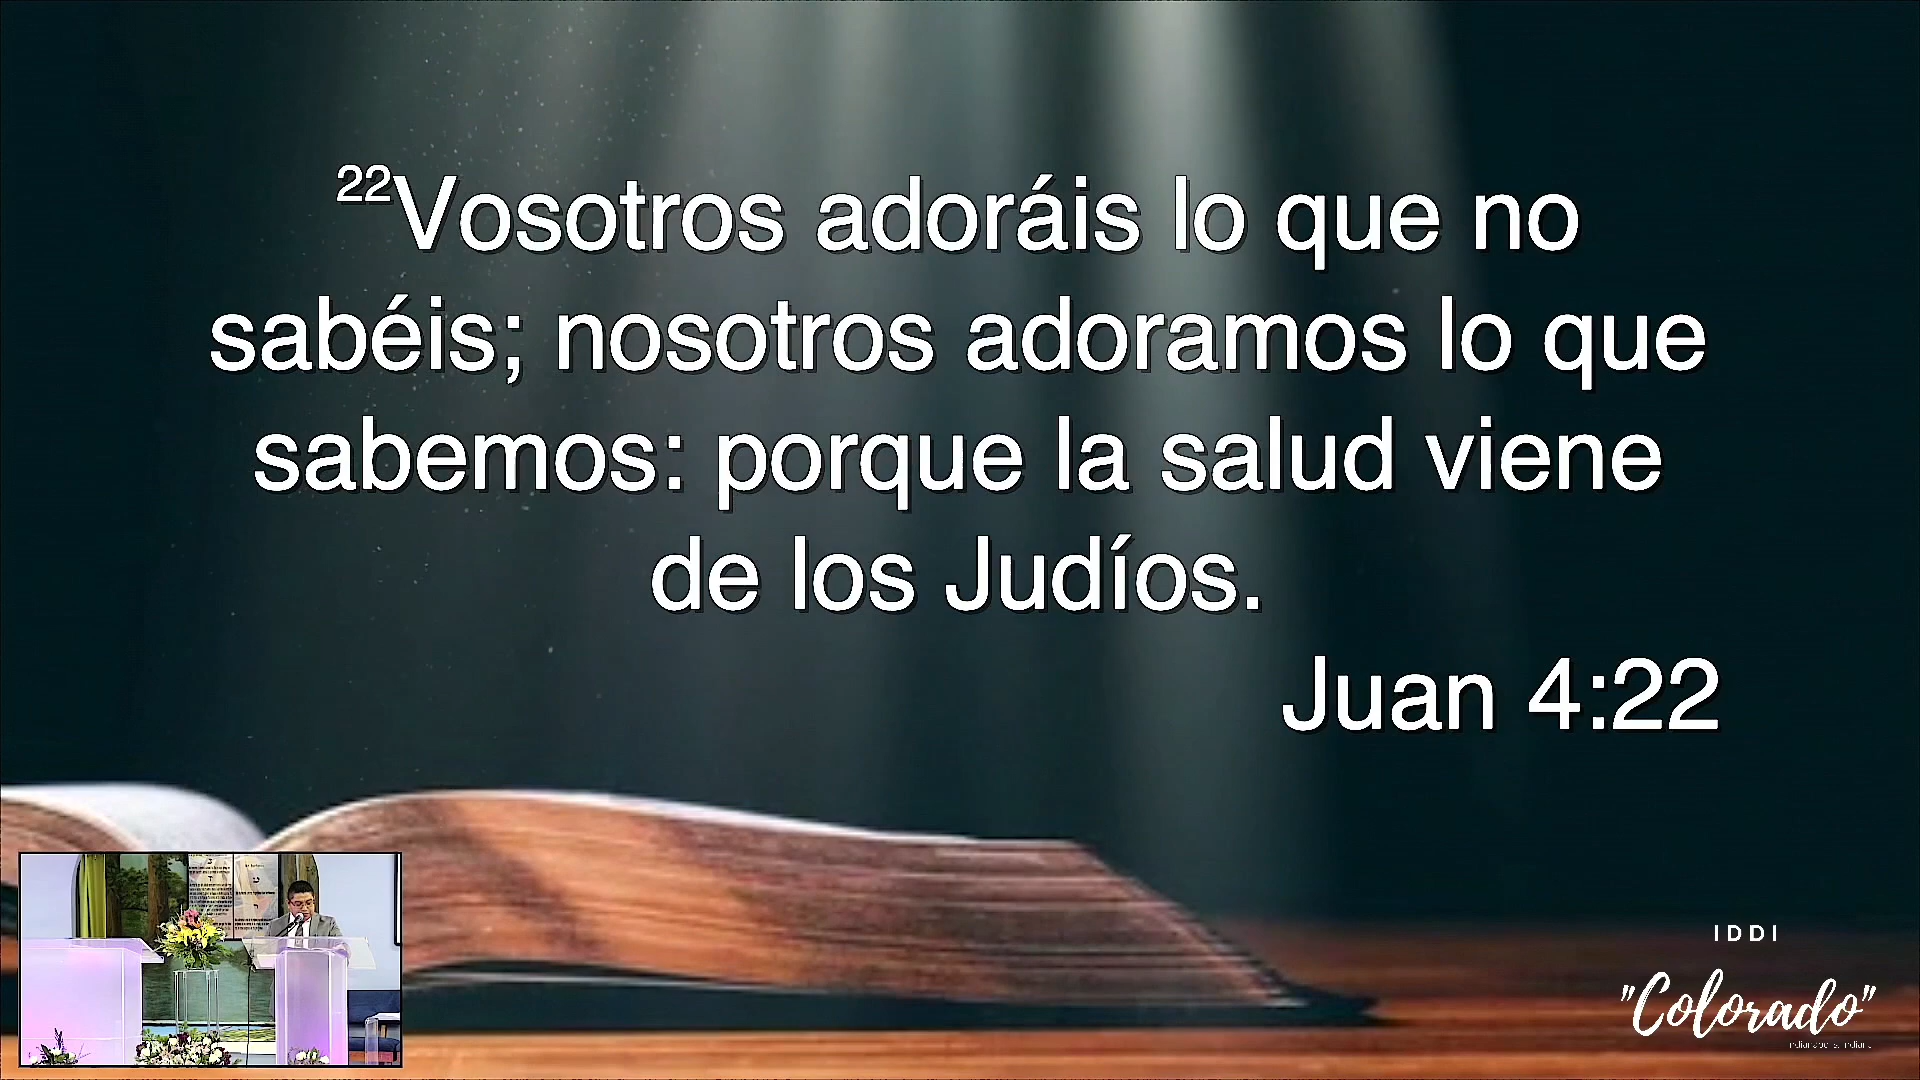 22Vosotros adoráis lo que no
sabéis; nosotros adoramos lo que
sabemos: porque la salud viene
de los Judíos.
Juan 4:22
IDDI
"Colorado"